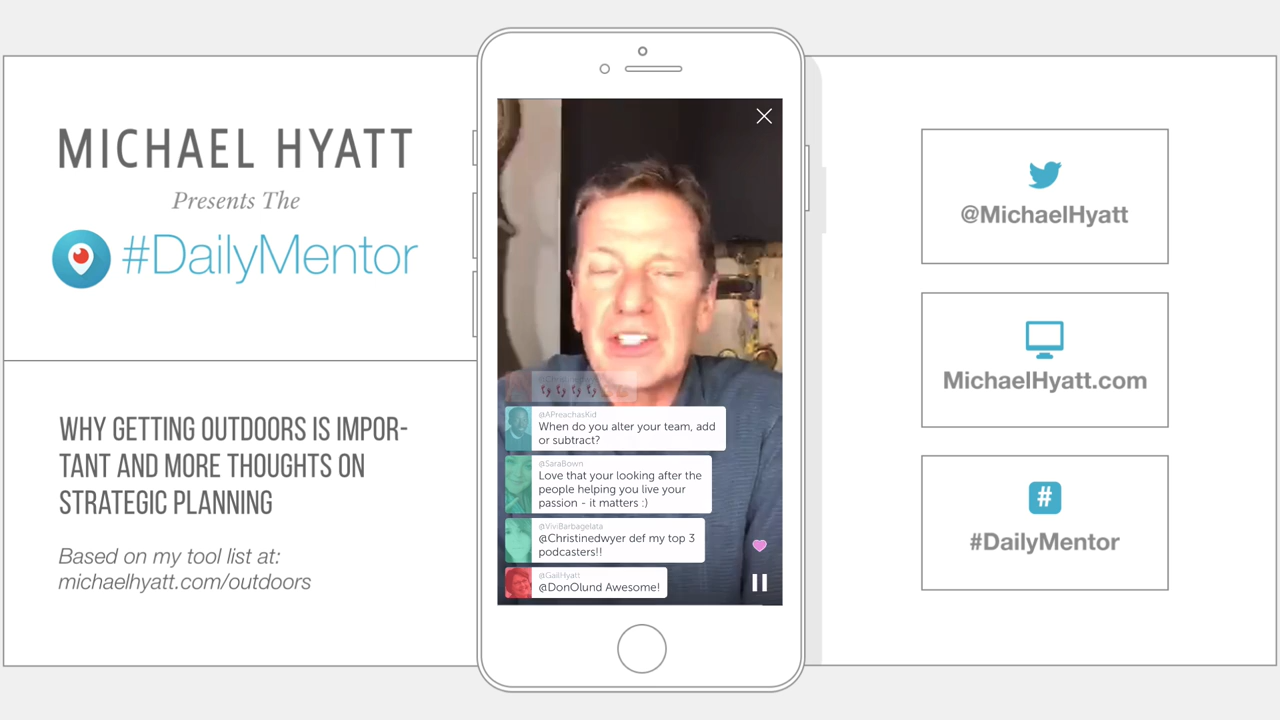 MICHAEL HYATT
Presents The
#DailyMentor
WHY GETTING OUTDOORS IS IMPOR-
TANT AND MORE THOUGHTS ON
STRATEGIC PLANNING
Based on my tool list at:
michaelhyatt.com/outdoors
@APreachasKid
When do you alter your team, add
or subtract?
@SaraBown
Love that your looking after the
people helping you live your
passion - it matters :)
@ViviBarbagelata
@Christinedwyer def my top 3
podcasters!!
@GailHyatt
@DonOlund Awesome!
@MichaelHyatt
MichaelHyatt.com
#
#DailyMentor